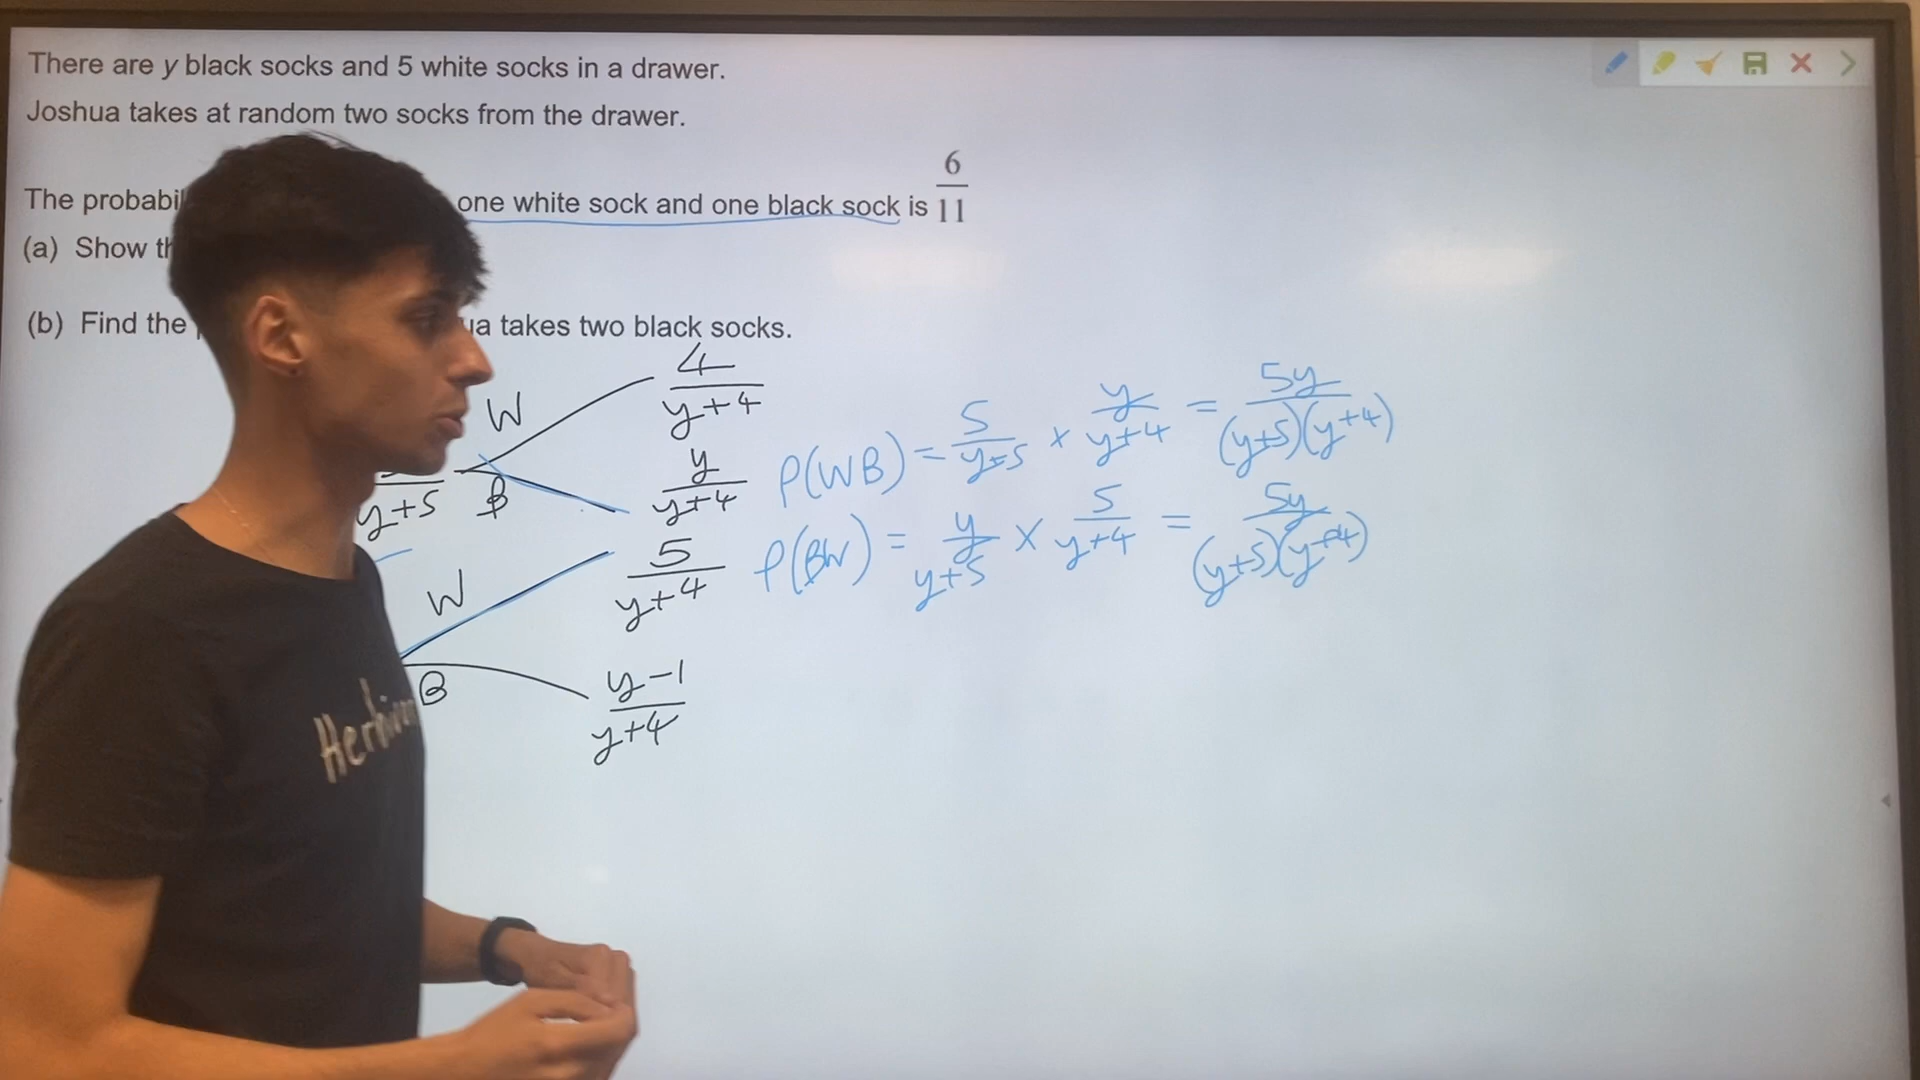 There are y black socks and 5 white socks in a drawer.
Joshua takes at random two socks from the drawer.
The one white sock and one black sock is 6/11
(a) Show
(b) Find the takes two black socks.
W 4/(y+4)
y+5 B y/(y+4)
W 5/(y+4)
B (y-1)/(y+4)
P(WB) = 5/(y+5) × y/(y+4) = 5y/((y+5)(y+4))
P(BW) = y/(y+5) × 5/(y+4) = 5y/((y+5)(y+4))